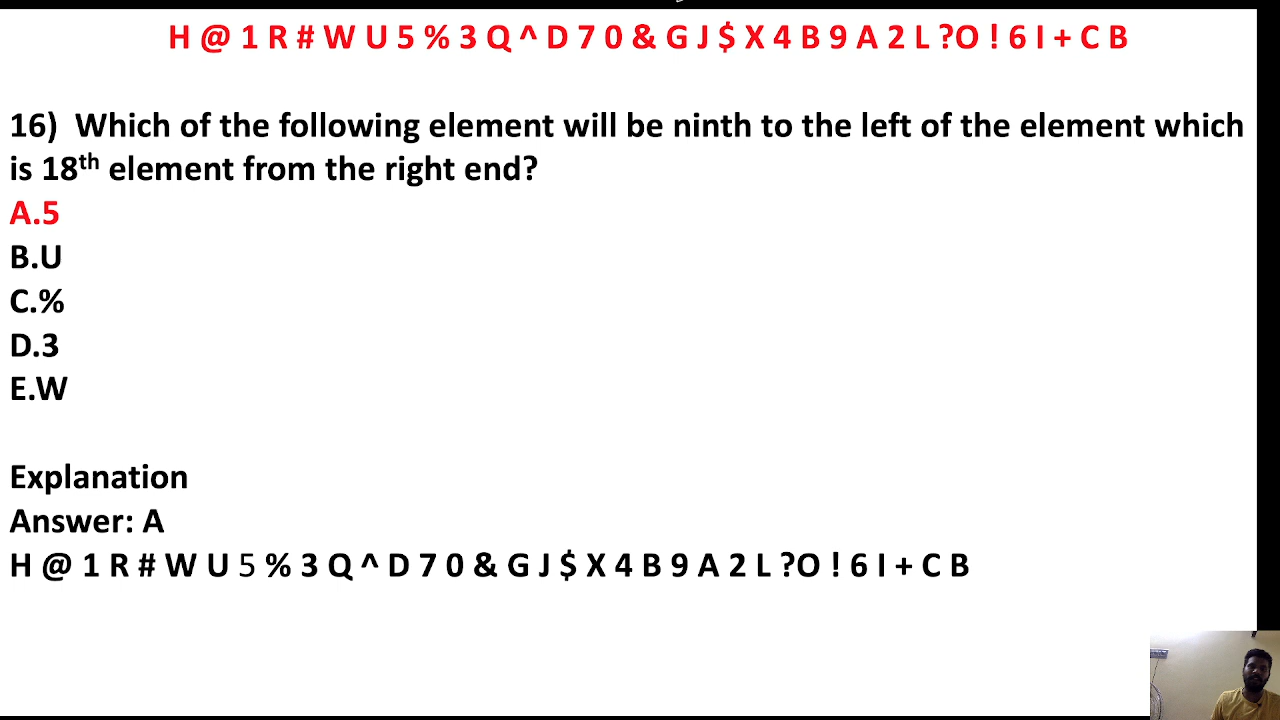 H @ 1 R # W U 5 % 3 Q ^ D 7 0 & G J $ X 4 B 9 A 2 L ?O ! 6 I + C B
16) Which of the following element will be ninth to the left of the element which
is 18th element from the right end?
A.5
B.U
C.%
D.3
E.W
Explanation
Answer: A
H @ 1 R # W U 5 % 3 Q ^ D 7 0 & G J $ X 4 B 9 A 2 L ?O ! 6 I + C B